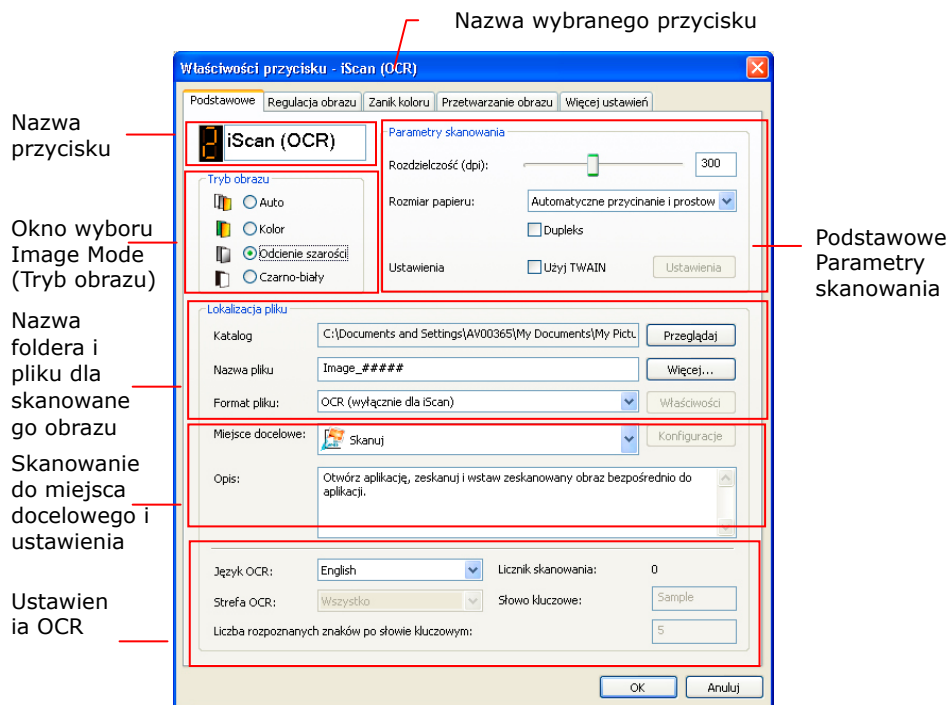 Nazwa wybranego przycisku
Właściwości przycisku - iScan (OCR)
Podstawowe Regulacja obrazu Zanik koloru Przetwarzanie obrazu Więcej ustawień
Nazwa
przycisku
2 iScan (OCR)
Tryb obrazu
Auto
Kolor
Odcienie szarości
Czarno-biały
Okno wyboru
Image Mode
(Tryb obrazu)
Parametry skanowania
Rozdzielczość (dpi): 300
Rozmiar papieru: Automatyczne przycinanie i prostow
Dupleks
Ustawienia Użyj TWAIN Ustawienia
Podstawowe
Parametry
skanowania
Nazwa
foldera i
pliku dla
skanowane
go obrazu
Lokalizacja pliku
Katalog C:\Documents and Settings\AV00365\My Documents\My Pictu Przeglądaj
Nazwa pliku Image_##### Więcej...
Format pliku: OCR (wyłącznie dla iScan) Właściwości
Skanowanie
do miejsca
docelowego i
ustawienia
Miejsce docelowe: Skanuj Konfiguracje
Opis: Otwórz aplikację, zeskanuj i wstaw zeskanowany obraz bezpośrednio do
aplikacji.
Ustawien
ia OCR
Język OCR: English Licznik skanowania: 0
Strefa OCR: Wszystko Słowo kluczowe: Sample
Liczba rozpoznanych znaków po słowie kluczowym: 5
OK Anuluj